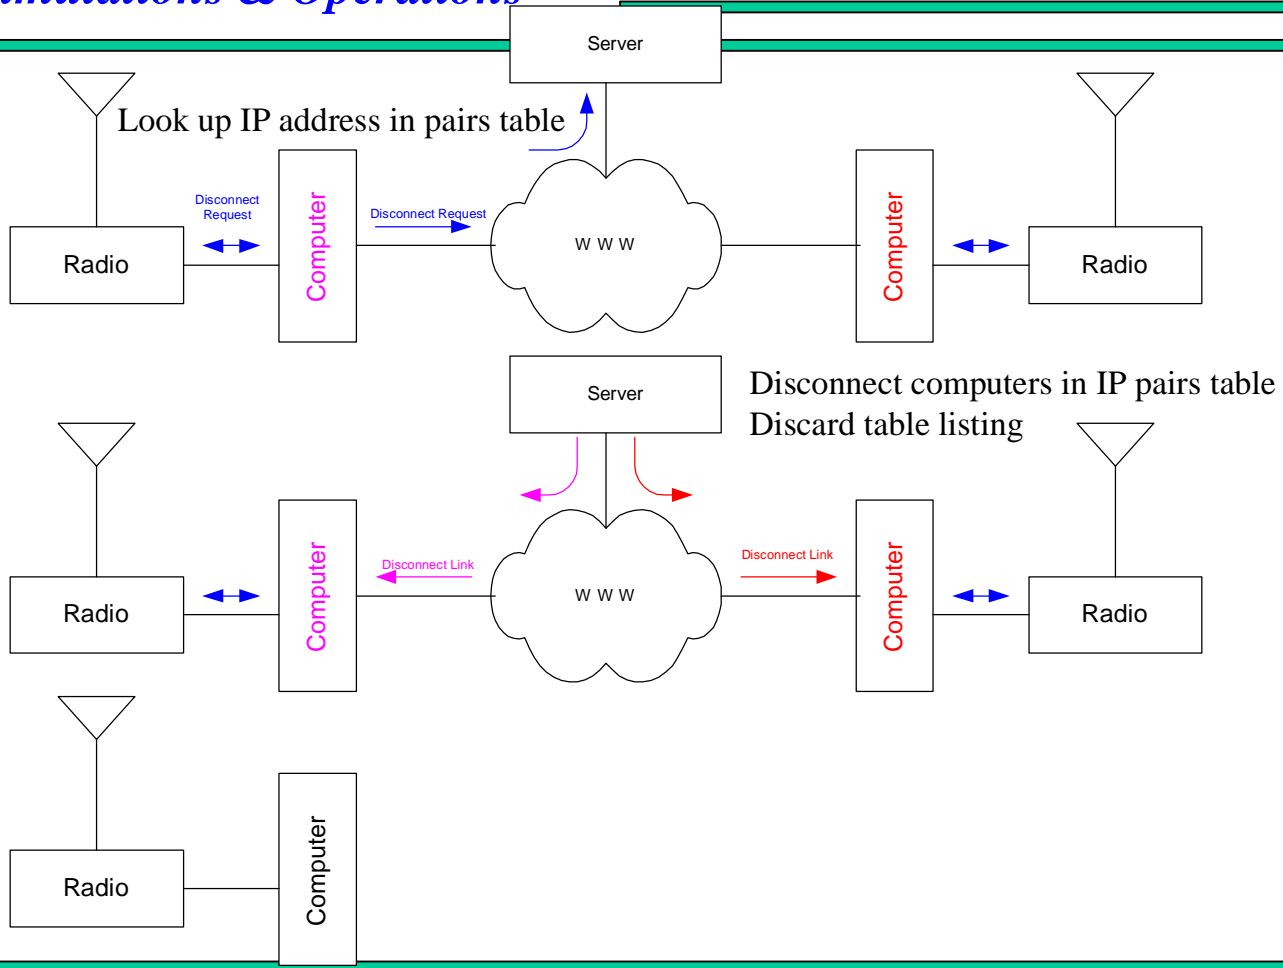 & Operations
Server
Look up IP address in pairs table
Disconnect
Request
Computer
Disconnect Request
W W W
Computer
Radio
Radio
Server
Disconnect computers in IP pairs table
Discard table listing
Computer
Disconnect Link
Disconnect Link
W W W
Computer
Radio
Radio
Computer
Radio